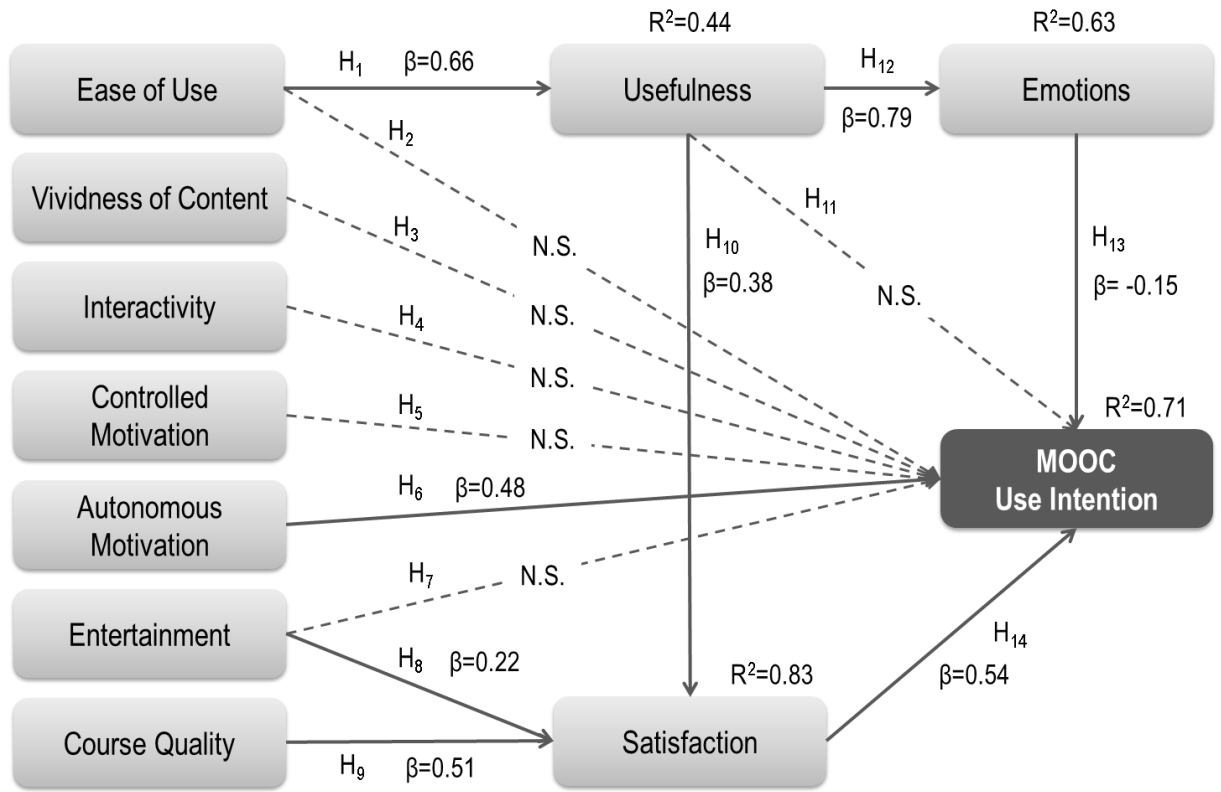 R²=0.44
R²=0.63
Ease of Use
H₁ β=0.66
Usefulness
H₁₂
β=0.79
Emotions
H₂
Vividness of Content
H₃
N.S.
H₁₀
β=0.38
H₁₁
N.S.
H₁₃
β= -0.15
Interactivity
H₄
N.S.
N.S.
Controlled
Motivation
H₅
N.S.
R²=0.71
MOOC
Use Intention
Autonomous
Motivation
H₆ β=0.48
H₇
N.S.
Entertainment
H₈ β=0.22
H₁₄
β=0.54
R²=0.83
Course Quality
H₉ β=0.51
Satisfaction